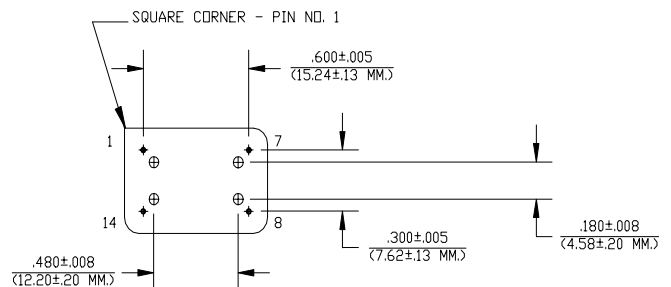 SQUARE CORNER - PIN NO. 1
.600±.005
(15.24±.13 MM.)
1
7
14
8
.180±.008
(4.58±.20 MM.)
.300±.005
(7.62±.13 MM.)
.480±.008
(12.20±.20 MM.)